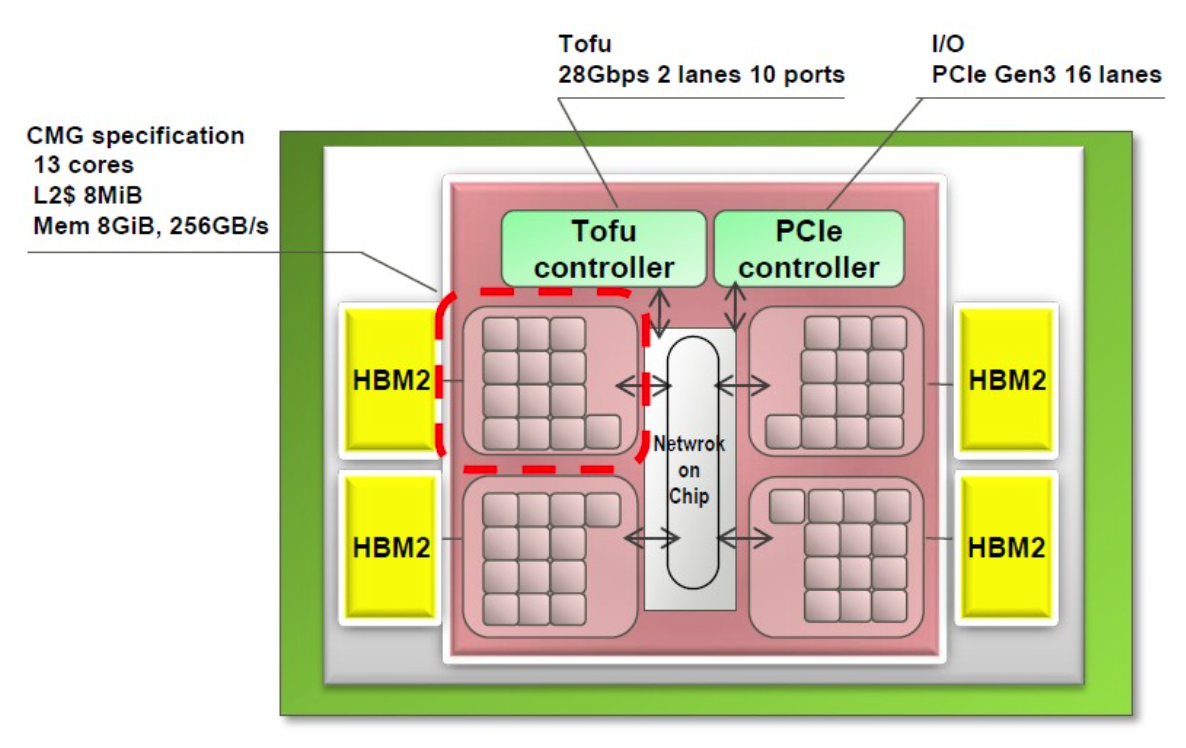 Tofu
28Gbps 2 lanes 10 ports
I/O
PCIe Gen3 16 lanes
CMG specification
13 cores
L2$ 8MiB
Mem 8GiB, 256GB/s
Tofu
controller
PCIe
controller
HBM2
HBM2
Netwrok
on
Chip
HBM2
HBM2